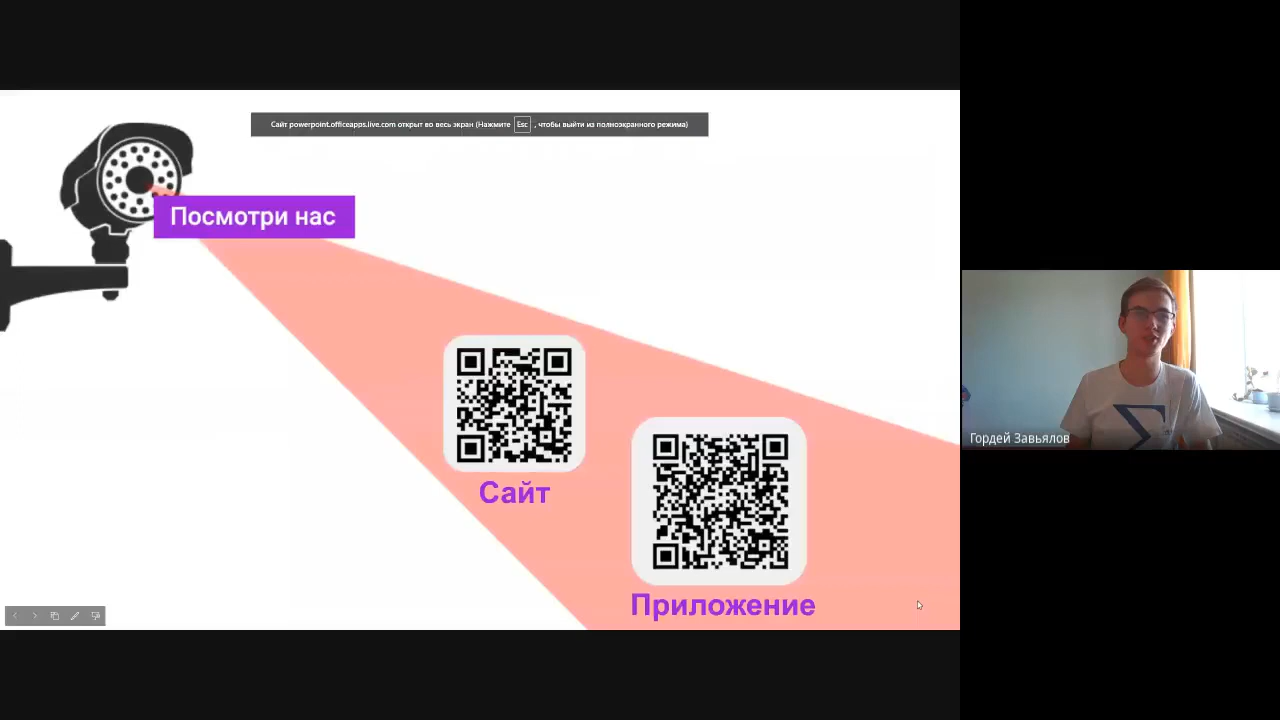 Сайт powerpoint.officeapps.live.com открыт во весь экран (Нажмите Esc , чтобы выйти из полноэкранного режима)
Посмотри нас
Сайт
Приложение
Гордей Завьялов
Σ